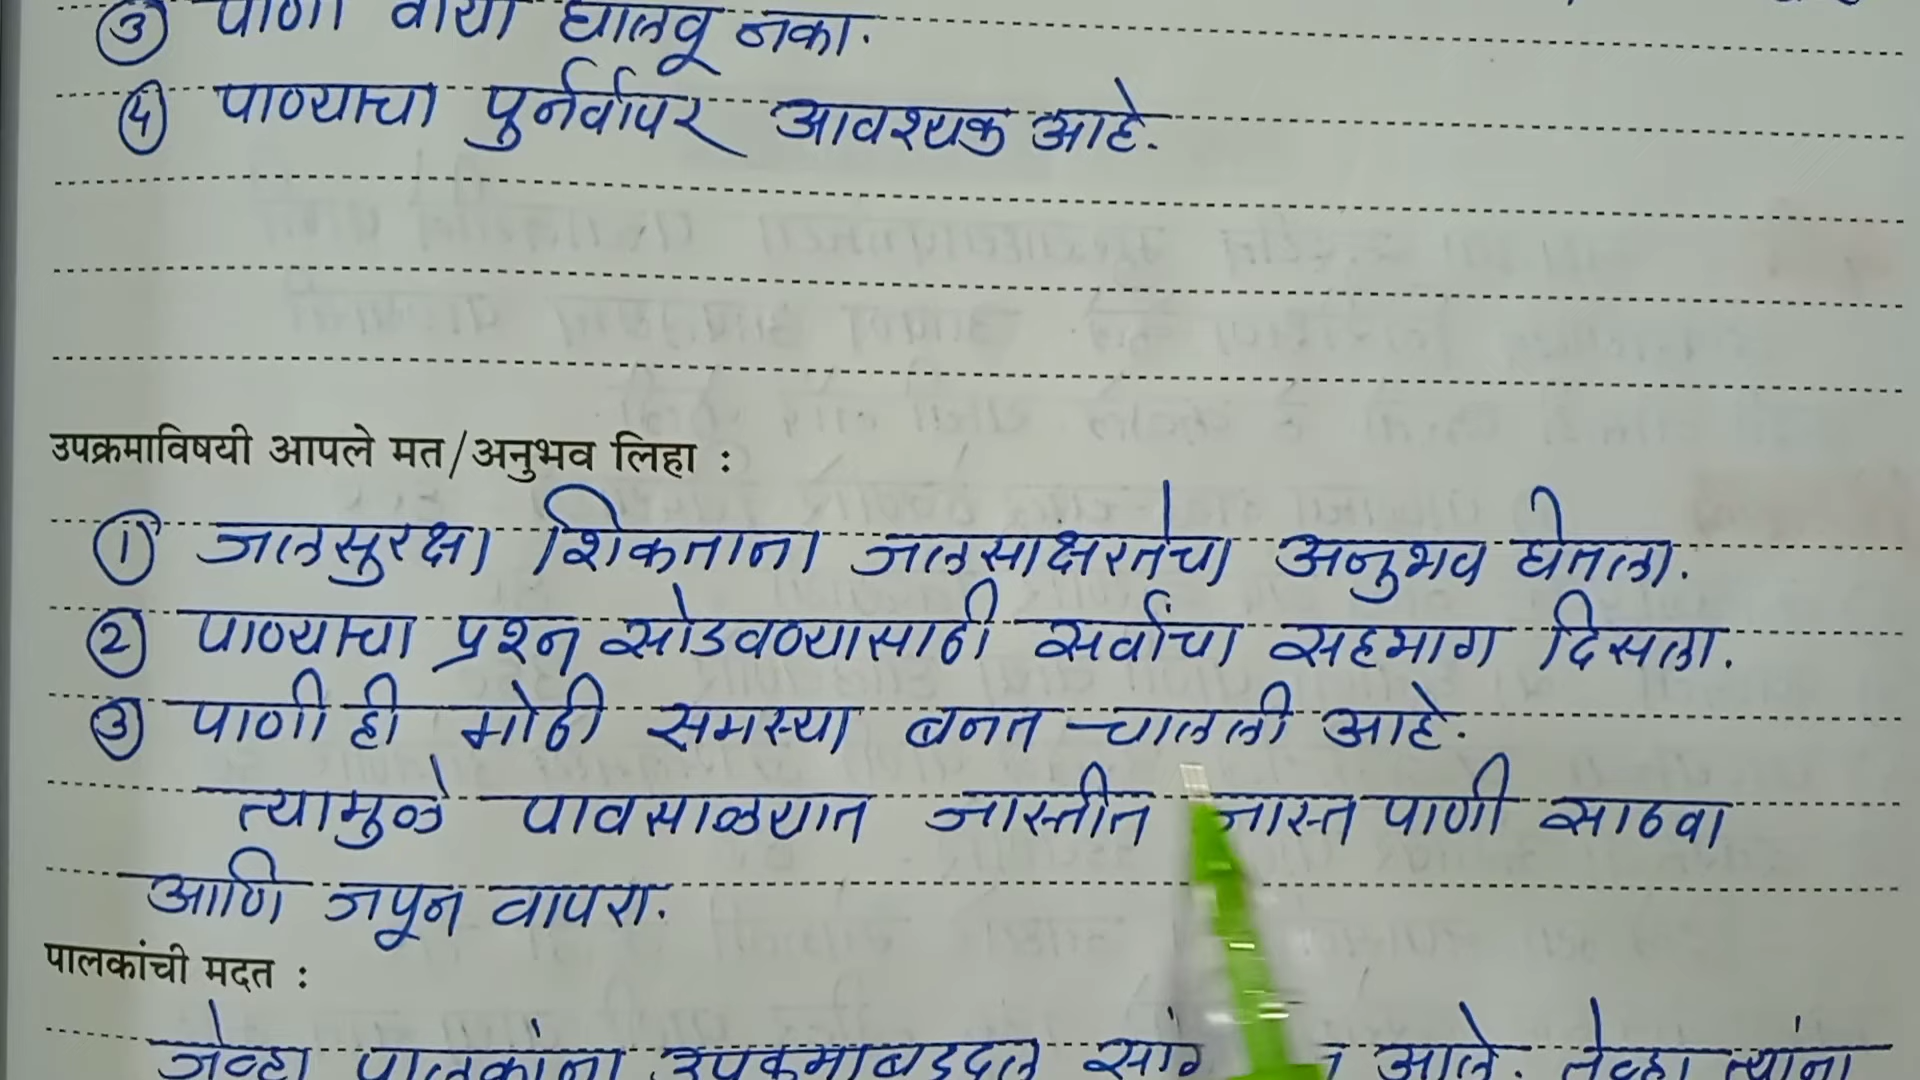 ③ पाणी वाया घालवू नका.
④ पाण्याचा पुर्नर्वापर आवश्यक आहे.
उपक्रमाविषयी आपले मत/अनुभव लिहा :
① जलसुरक्षा शिकताना जलसाक्षरतेचा अनुभव घेतला.
② पाण्याचा प्रश्न सोडवण्यासाठी सर्वांचा सहभाग दिसला.
③ पाणी ही मोठी समस्या बनत चालली आहे.
त्यामुळे पावसाळ्यात जास्तीत जास्त पाणी साठवा
आणि जपून वापरा.
पालकांची मदत :
जेव्हा पालकांना उपक्रमाबद्दल आले. तेव्हा त्यांना